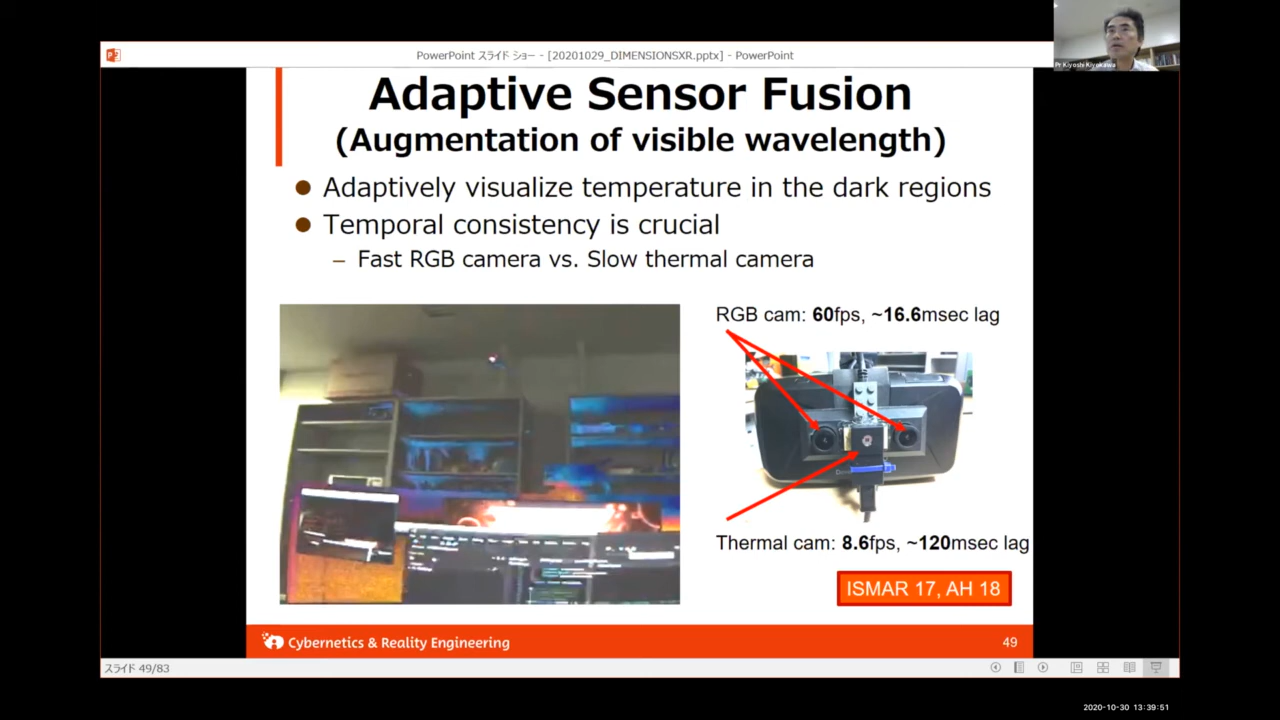 PowerPoint スライド ショー - [20201029_DIMENSIONSXR.pptx] - PowerPoint
Pr Kiyoshi Kiyokawa
Adaptive Sensor Fusion
(Augmentation of visible wavelength)
Adaptively visualize temperature in the dark regions
Temporal consistency is crucial
– Fast RGB camera vs. Slow thermal camera
RGB cam: 60fps, ~16.6msec lag
Thermal cam: 8.6fps, ~120msec lag
ISMAR 17, AH 18
Cybernetics & Reality Engineering
49
スライド 49/83
2020-10-30 13:39:51